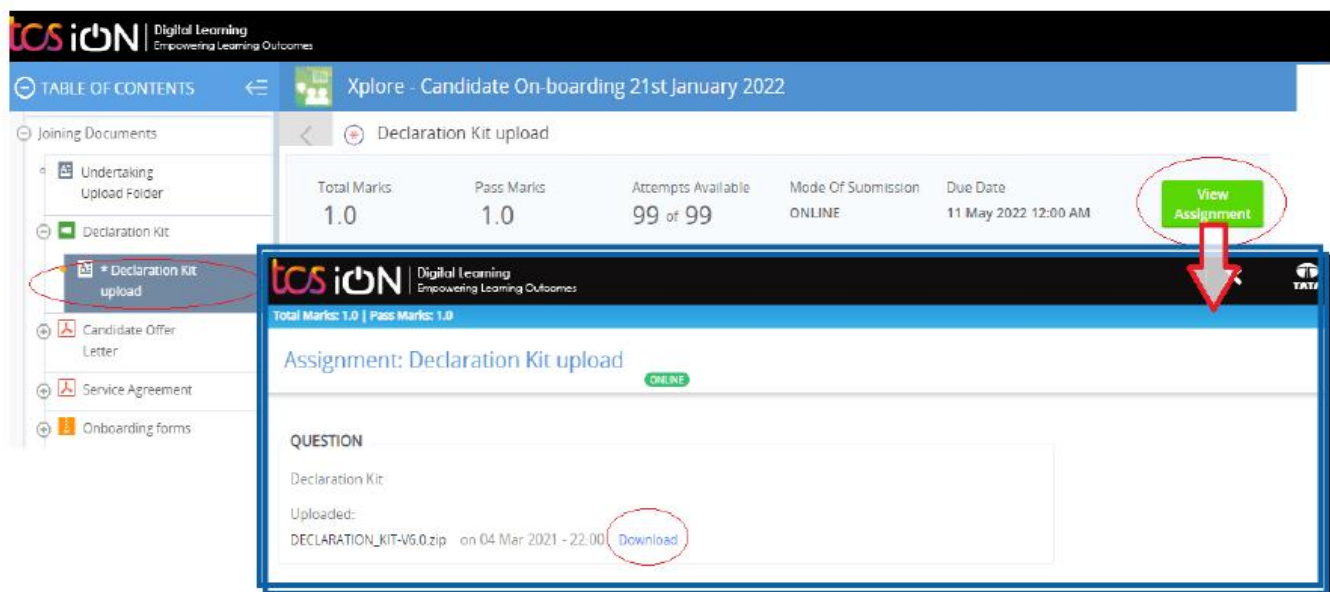 tcs iON | Digital Learning
Empowering Learning Outcomes
TABLE OF CONTENTS
Xplore - Candidate On-boarding 21st January 2022
Joining Documents
Undertaking
Upload Folder
Declaration Kit
* Declaration Kit
upload
Candidate Offer
Letter
Service Agreement
Onboarding forms
Declaration Kit upload
Total Marks
1.0
Pass Marks
1.0
Attempts Available
99 of 99
Mode Of Submission
ONLINE
Due Date
11 May 2022 12:00 AM
View
Assignment
tcs iON | Digital Learning
Empowering Learning Outcomes
TATA
Total Marks: 1.0 | Pass Marks: 1.0
Assignment: Declaration Kit upload
ONLINE
QUESTION
Declaration Kit
Uploaded:
DECLARATION_KIT-V6.0.zip on 04 Mar 2021 - 22.00 Download